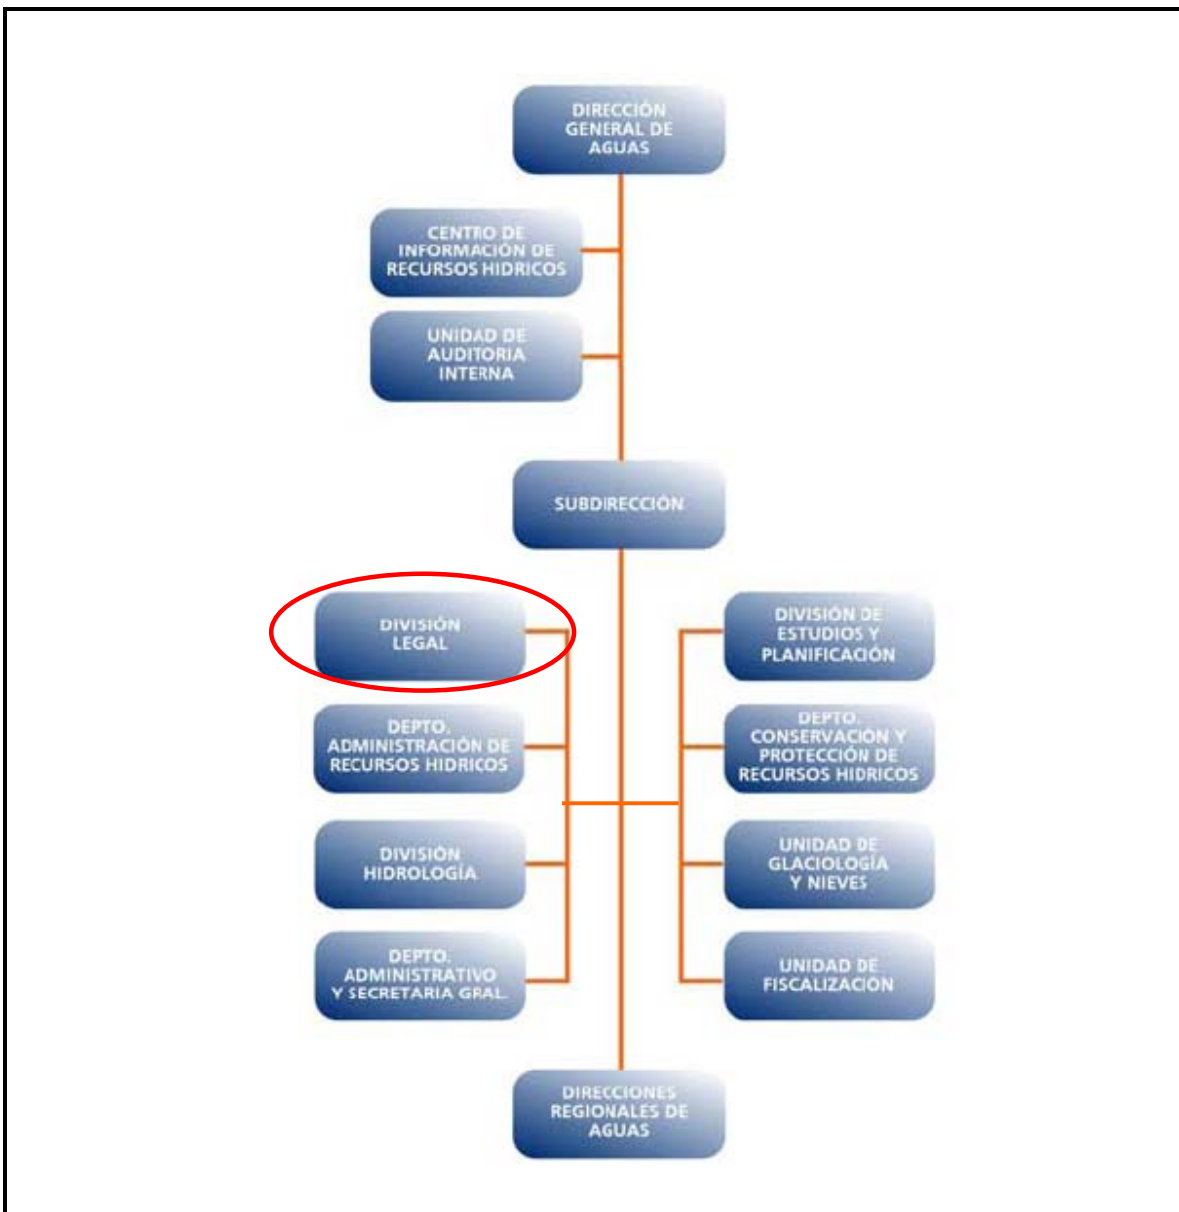 DIRECCIÓN
GENERAL DE
AGUAS
CENTRO DE
INFORMACIÓN DE
RECURSOS HIDRICOS
UNIDAD DE
AUDITORIA
INTERNA
SUBDIRECCIÓN
DIVISIÓN
LEGAL
DEPTO.
ADMINISTRACIÓN DE
RECURSOS HIDRICOS
DIVISIÓN
HIDROLOGÍA
DEPTO.
ADMINISTRATIVO
Y SECRETARIA GRAL.
DIVISIÓN DE
ESTUDIOS Y
PLANIFICACIÓN
DEPTO.
CONSERVACIÓN Y
PROTECCIÓN DE
RECURSOS HIDRICOS
UNIDAD DE
GLACIOLOGÍA
Y NIEVES
UNIDAD DE
FISCALIZACION
DIRECCIONES
REGIONALES DE
AGUAS